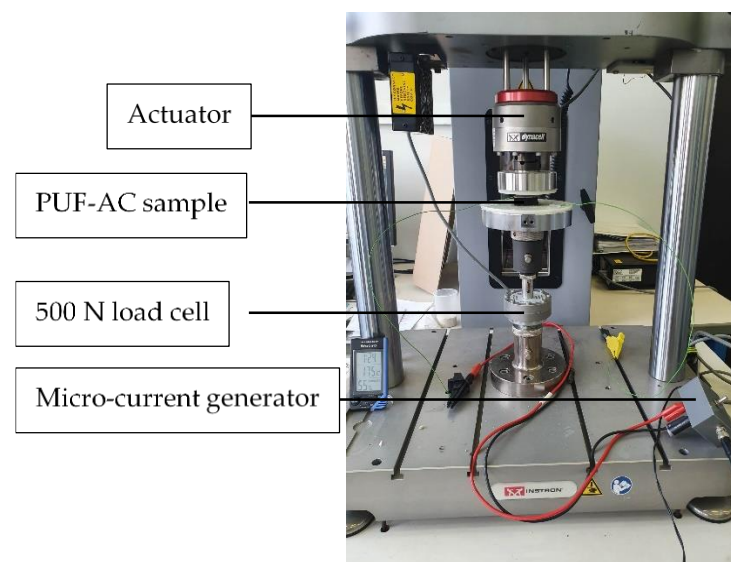 Actuator
dynacell
PUF-AC sample
500 N load cell
Micro-current generator
INSTRON